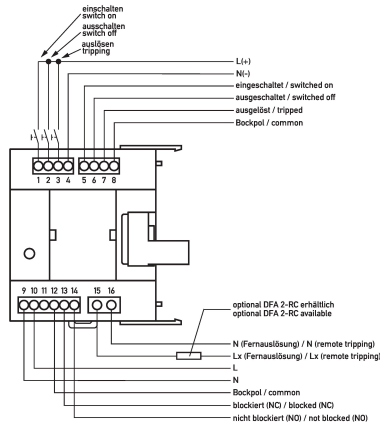 einschalten
switch on
ausschalten
switch off
auslösen
tripping
L(+)
N(-)
eingeschaltet / switched on
ausgeschaltet / switched off
ausgelöst / tripped
Bockpol / common
1 2 3 4 5 6 7 8
9 10 11 12 13 14 15 16
optional DFA 2-RC erhältlich
optional DFA 2-RC available
N (Fernauslösung) / N (remote tripping)
Lx (Fernauslösung) / Lx (remote tripping)
L
N
Bockpol / common
blockiert (NC) / blocked (NC)
nicht blockiert (NO) / not blocked (NO)